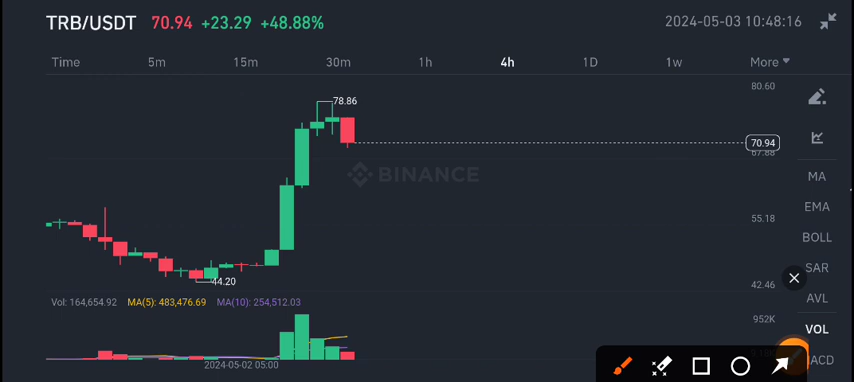 TRB/USDT 70.94 +23.29 +48.88% 2024-05-03 10:48:16
Time 5m 15m 30m 1h 4h 1D 1w More
80.60
78.86
70.94
67.88
BINANCE
MA
EMA
55.18
BOLL
SAR
44.20
42.46
AVL
Vol: 164,654.92 MA(5): 483,476.69 MA(10): 254,512.03
952K
VOL
2024-05-02 05:00
MACD